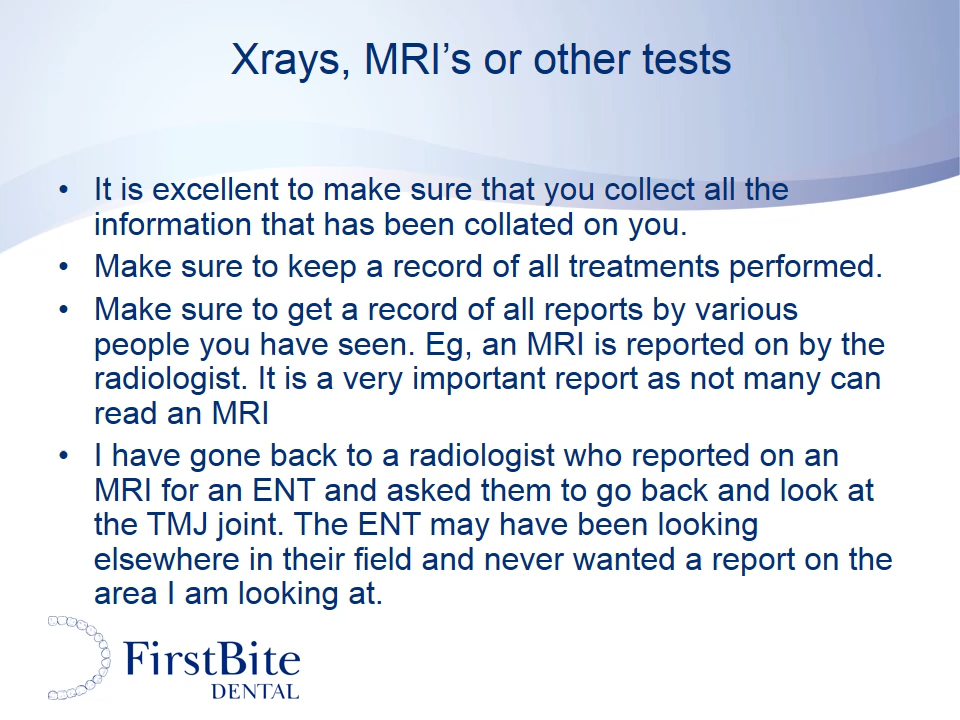 Xrays, MRI’s or other tests
• It is excellent to make sure that you collect all the
information that has been collated on you.
• Make sure to keep a record of all treatments performed.
• Make sure to get a record of all reports by various
people you have seen. Eg, an MRI is reported on by the
radiologist. It is a very important report as not many can
read an MRI
• I have gone back to a radiologist who reported on an
MRI for an ENT and asked them to go back and look at
the TMJ joint. The ENT may have been looking
elsewhere in their field and never wanted a report on the
area I am looking at.
FirstBite
DENTAL